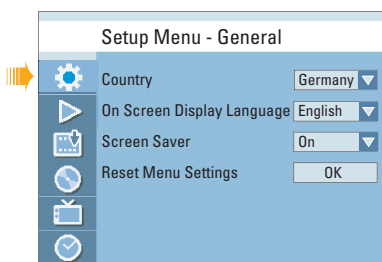 Setup Menu - General
Country Germany
On Screen Display Language English
Screen Saver On
Reset Menu Settings OK